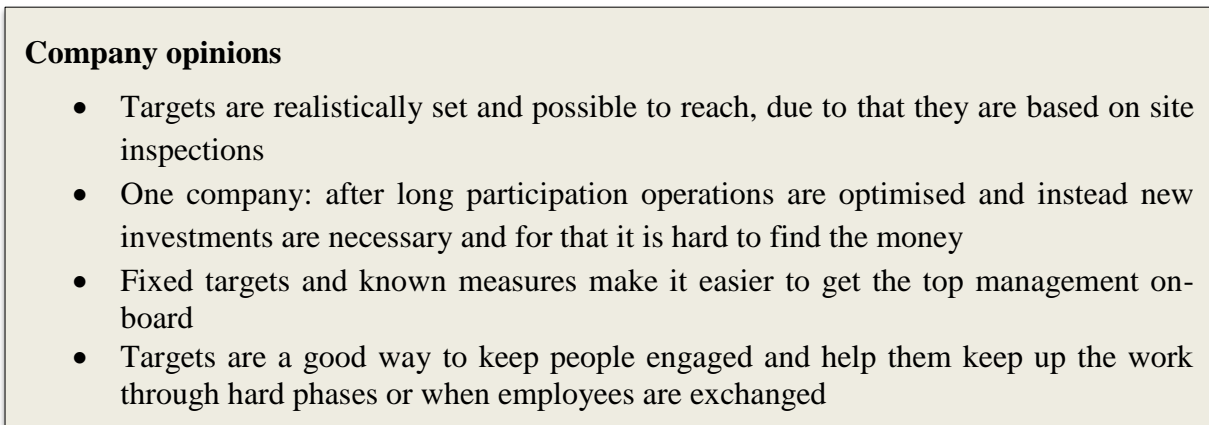 Company opinions
• Targets are realistically set and possible to reach, due to that they are based on site
inspections
• One company: after long participation operations are optimised and instead new
investments are necessary and for that it is hard to find the money
• Fixed targets and known measures make it easier to get the top management on-
board
• Targets are a good way to keep people engaged and help them keep up the work
through hard phases or when employees are exchanged